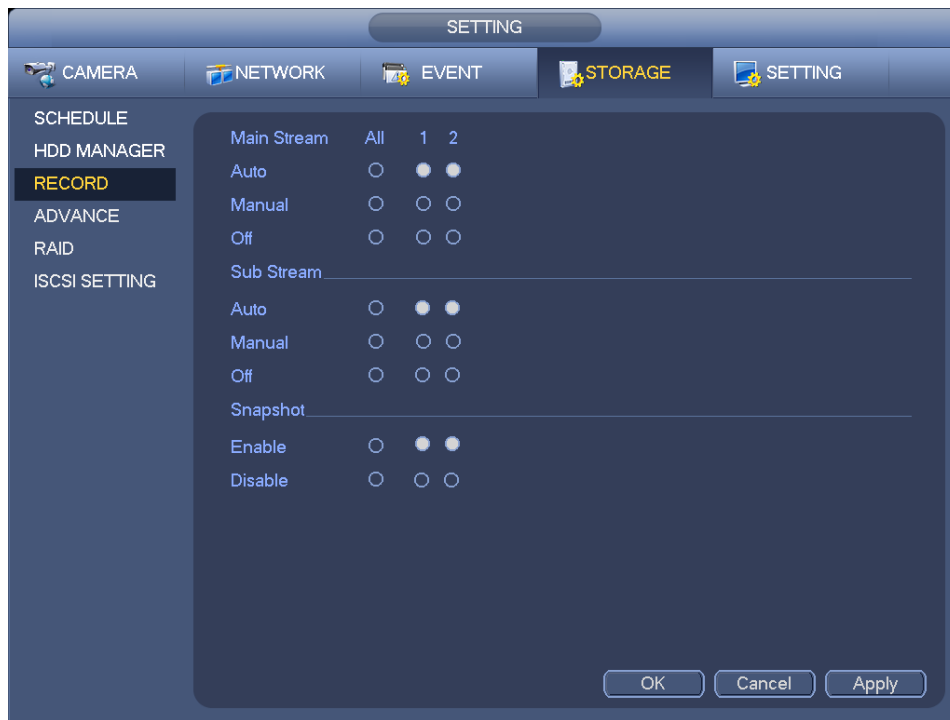 SETTING
CAMERA NETWORK EVENT STORAGE SETTING
SCHEDULE
HDD MANAGER
RECORD
ADVANCE
RAID
ISCSI SETTING
Main Stream All 1 2
Auto
Manual
Off
Sub Stream
Auto
Manual
Off
Snapshot
Enable
Disable
OK Cancel Apply